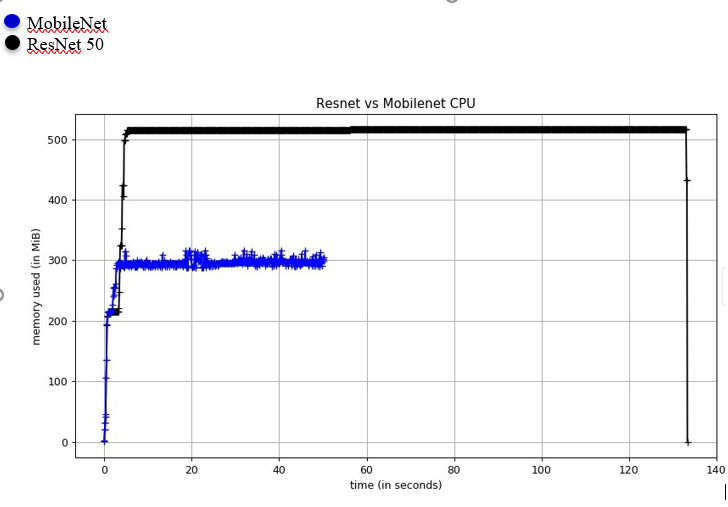 MobileNet
ResNet 50
Resnet vs Mobilenet CPU
500
400
300
200
100
0
memory used (in MiB)
0 20 40 60 80 100 120 140
time (in seconds)